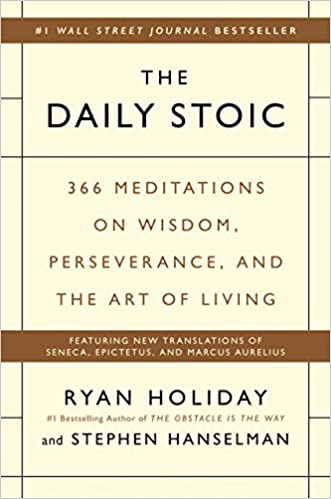 #1 WALL STREET JOURNAL BESTSELLER
THE
DAILY STOIC
366 MEDITATIONS
ON WISDOM,
PERSEVERANCE, AND
THE ART OF LIVING
FEATURING NEW TRANSLATIONS OF
SENECA, EPICTETUS, AND MARCUS AURELIUS
RYAN HOLIDAY
#1 Bestselling Author of THE OBSTACLE IS THE WAY
and STEPHEN HANSELMAN